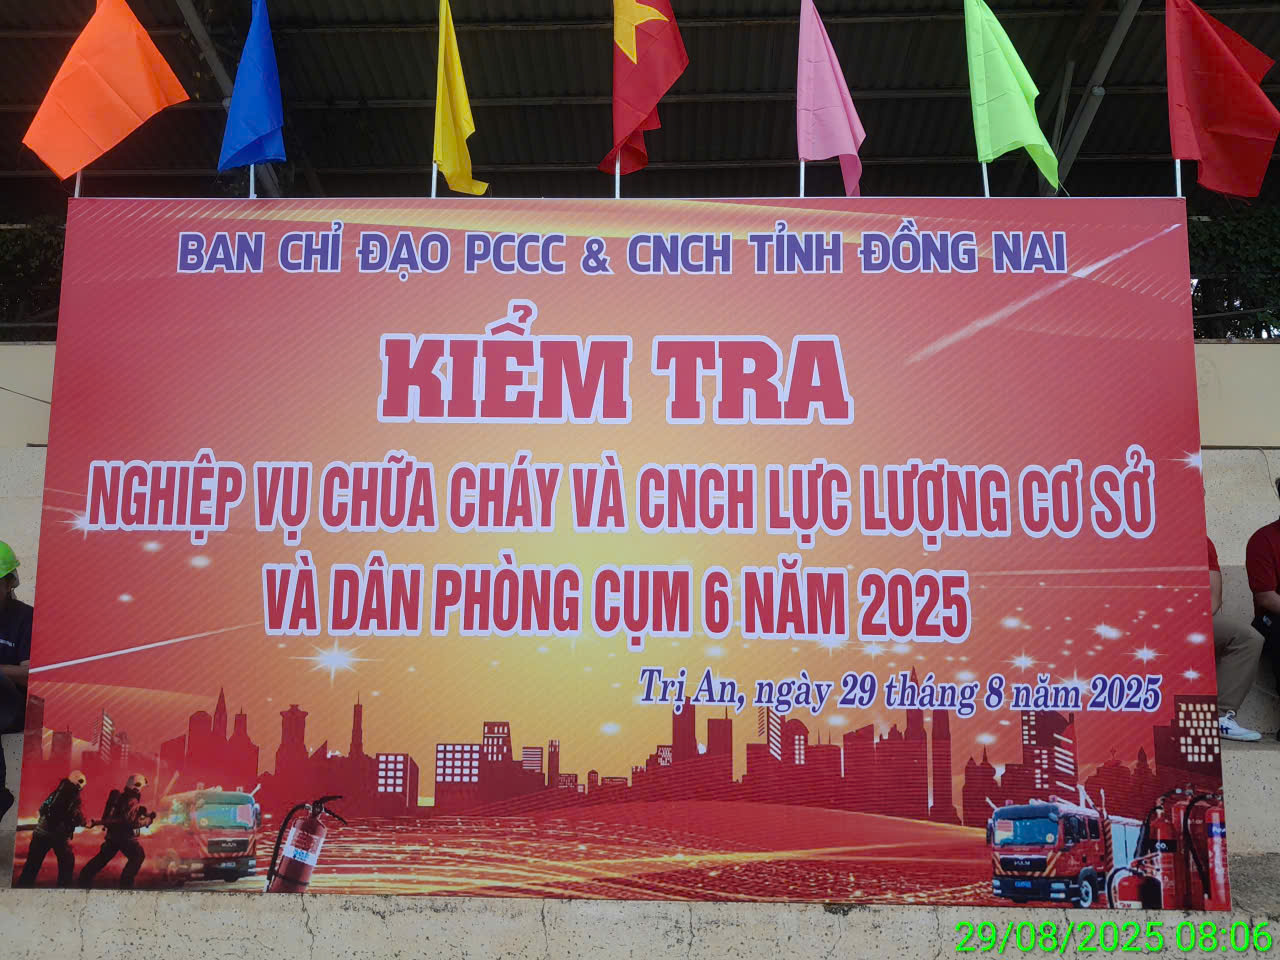 BAN CHỈ ĐẠO PCCC & CNCH TỈNH ĐỒNG NAI
KIỂM TRA
NGHIỆP VỤ CHỮA CHÁY VÀ CNCH LỰC LƯỢNG CƠ SỞ
VÀ DÂN PHÒNG CỤM 6 NĂM 2025
Trị An, ngày 29 tháng 8 năm 2025
29/08/2025 08:06